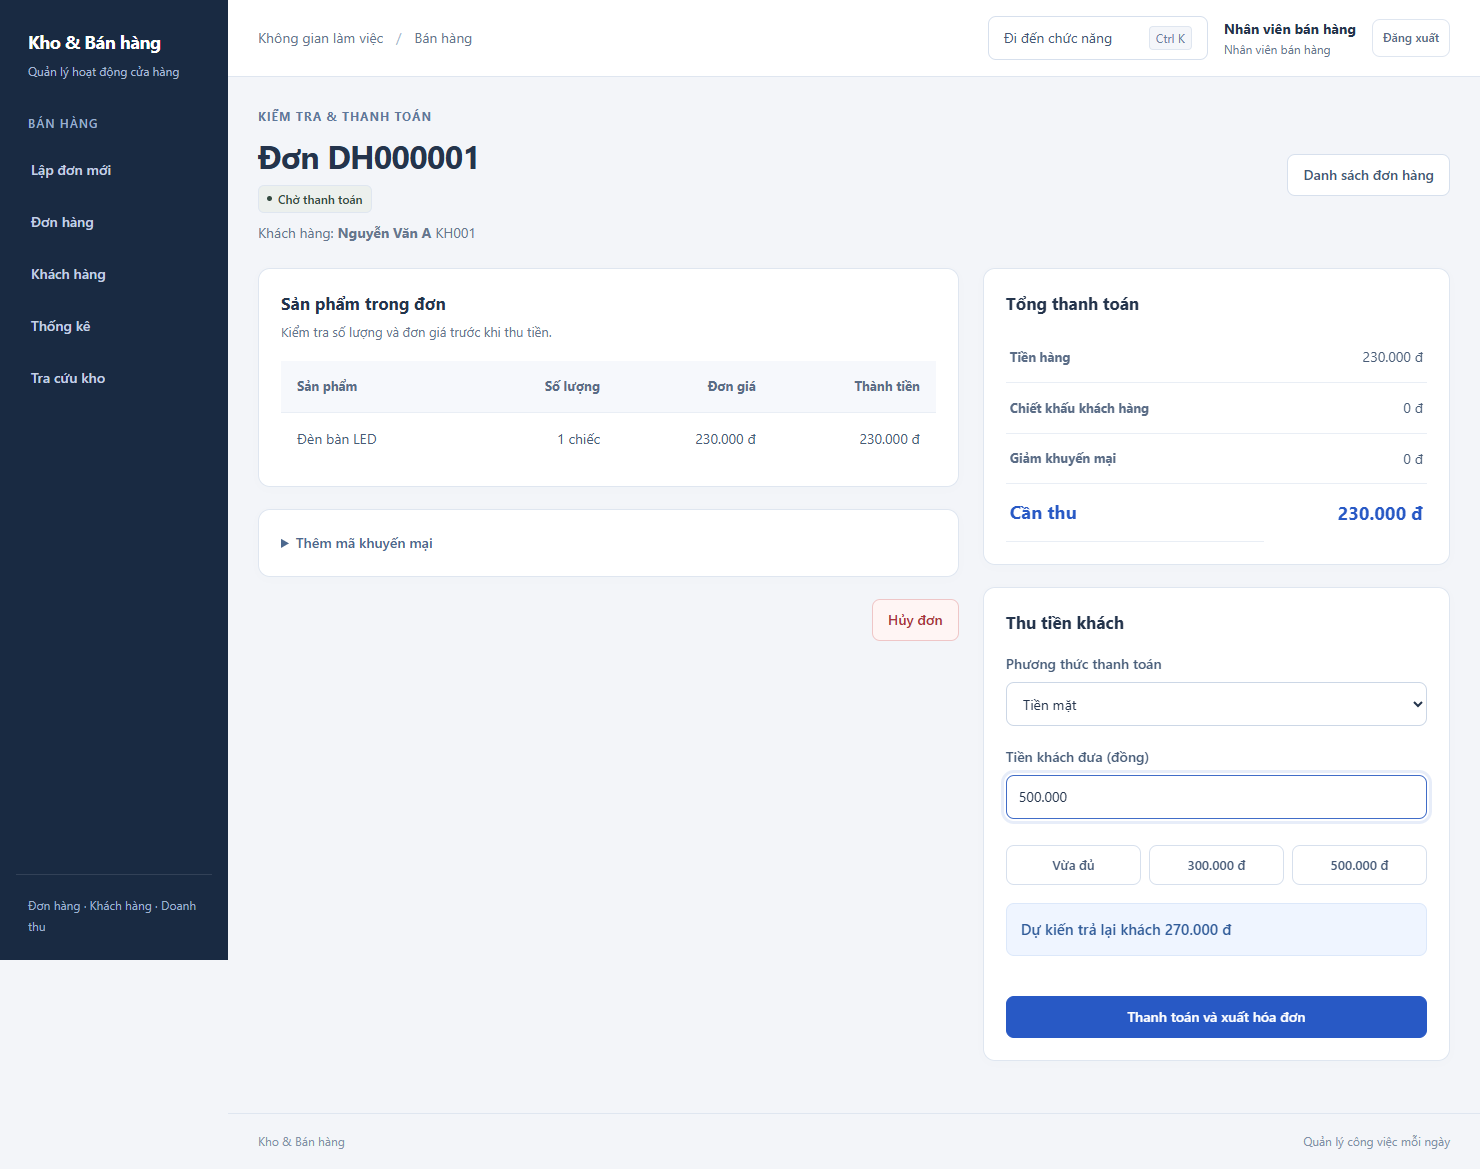 Kho & Bán hàng
Quản lý hoạt động cửa hàng
BÁN HÀNG
Lập đơn mới
Đơn hàng
Khách hàng
Thống kê
Tra cứu kho
Đơn hàng · Khách hàng · Doanh
thu
Không gian làm việc / Bán hàng
Đi đến chức năng Ctrl K
Nhân viên bán hàng
Nhân viên bán hàng
Đăng xuất
KIỂM TRA & THANH TOÁN
Đơn DH000001
Chờ thanh toán
Khách hàng: Nguyễn Văn A KH001
Danh sách đơn hàng
Sản phẩm trong đơn
Kiểm tra số lượng và đơn giá trước khi thu tiền.
Sản phẩm Số lượng Đơn giá Thành tiền
Đèn bàn LED 1 chiếc 230.000 đ 230.000 đ
Thêm mã khuyến mại
Hủy đơn
Tổng thanh toán
Tiền hàng 230.000 đ
Chiết khấu khách hàng 0 đ
Giảm khuyến mại 0 đ
Cần thu 230.000 đ
Thu tiền khách
Phương thức thanh toán
Tiền mặt
Tiền khách đưa (đồng)
500.000
Vừa đủ 300.000 đ 500.000 đ
Dự kiến trả lại khách 270.000 đ
Thanh toán và xuất hóa đơn
Kho & Bán hàng
Quản lý công việc mỗi ngày